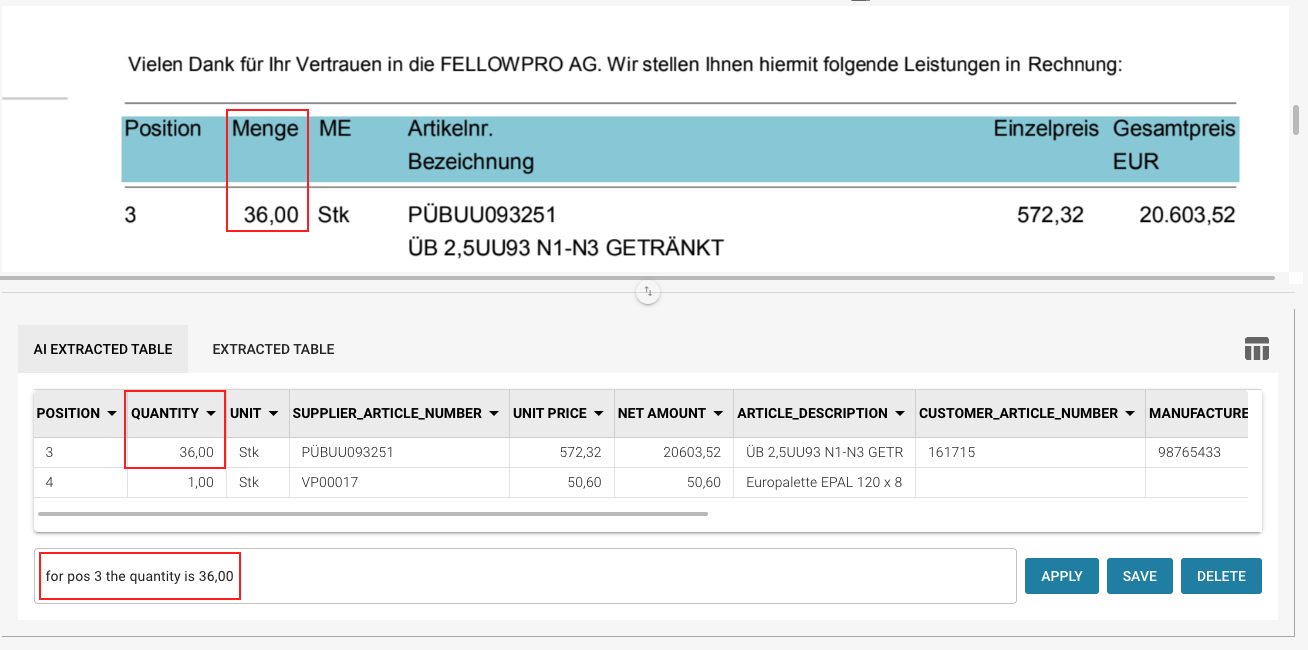 Vielen Dank für Ihr Vertrauen in die FELLOWPRO AG. Wir stellen Ihnen hiermit folgende Leistungen in Rechnung:
Position Menge ME Artikelnr. Einzelpreis Gesamtpreis
Bezeichnung EUR
3 36,00 Stk PÜBUU093251 572,32 20.603,52
ÜB 2,5UU93 N1-N3 GETRÄNKT
AI EXTRACTED TABLE EXTRACTED TABLE
POSITION QUANTITY UNIT SUPPLIER_ARTICLE_NUMBER UNIT PRICE NET AMOUNT ARTICLE_DESCRIPTION CUSTOMER_ARTICLE_NUMBER MANUFACTURE
3 36,00 Stk PÜBUU093251 572,32 20603,52 ÜB 2,5UU93 N1-N3 GETR 161715 98765433
4 1,00 Stk VP00017 50,60 50,60 Europalette EPAL 120 x 8
for pos 3 the quantity is 36,00 APPLY SAVE DELETE